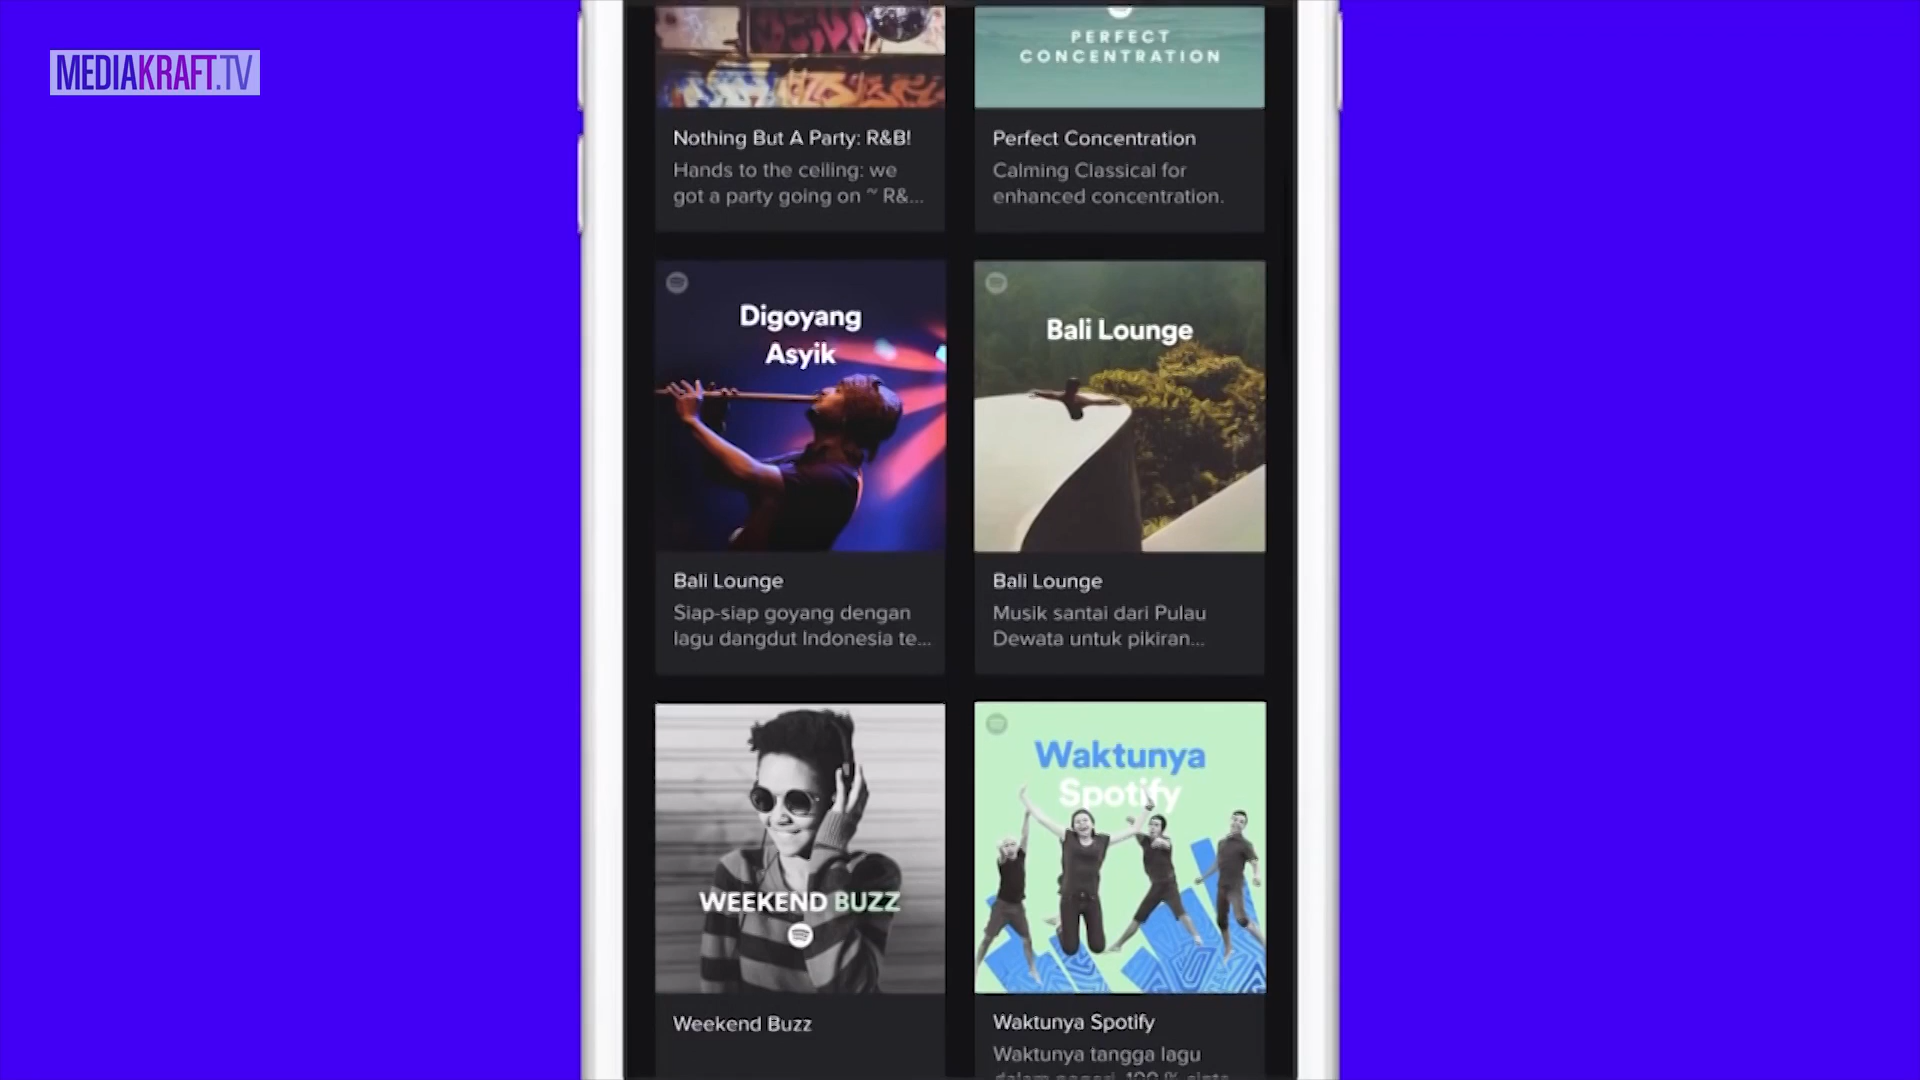 MEDIAKRAFT.TV
PERFECT
CONCENTRATION
Nothing But A Party: R&B!
Hands to the ceiling: we
got a party going on ~ R&...
Perfect Concentration
Calming Classical for
enhanced concentration.
Digoyang
Asyik
Bali Lounge
Siap-siap goyang dengan
lagu dangdut Indonesia te...
Bali Lounge
Bali Lounge
Musik santai dari Pulau
Dewata untuk pikiran...
WEEKEND BUZZ
Weekend Buzz
Waktunya
Spotify
Waktunya Spotify
Waktunya tangga lagu